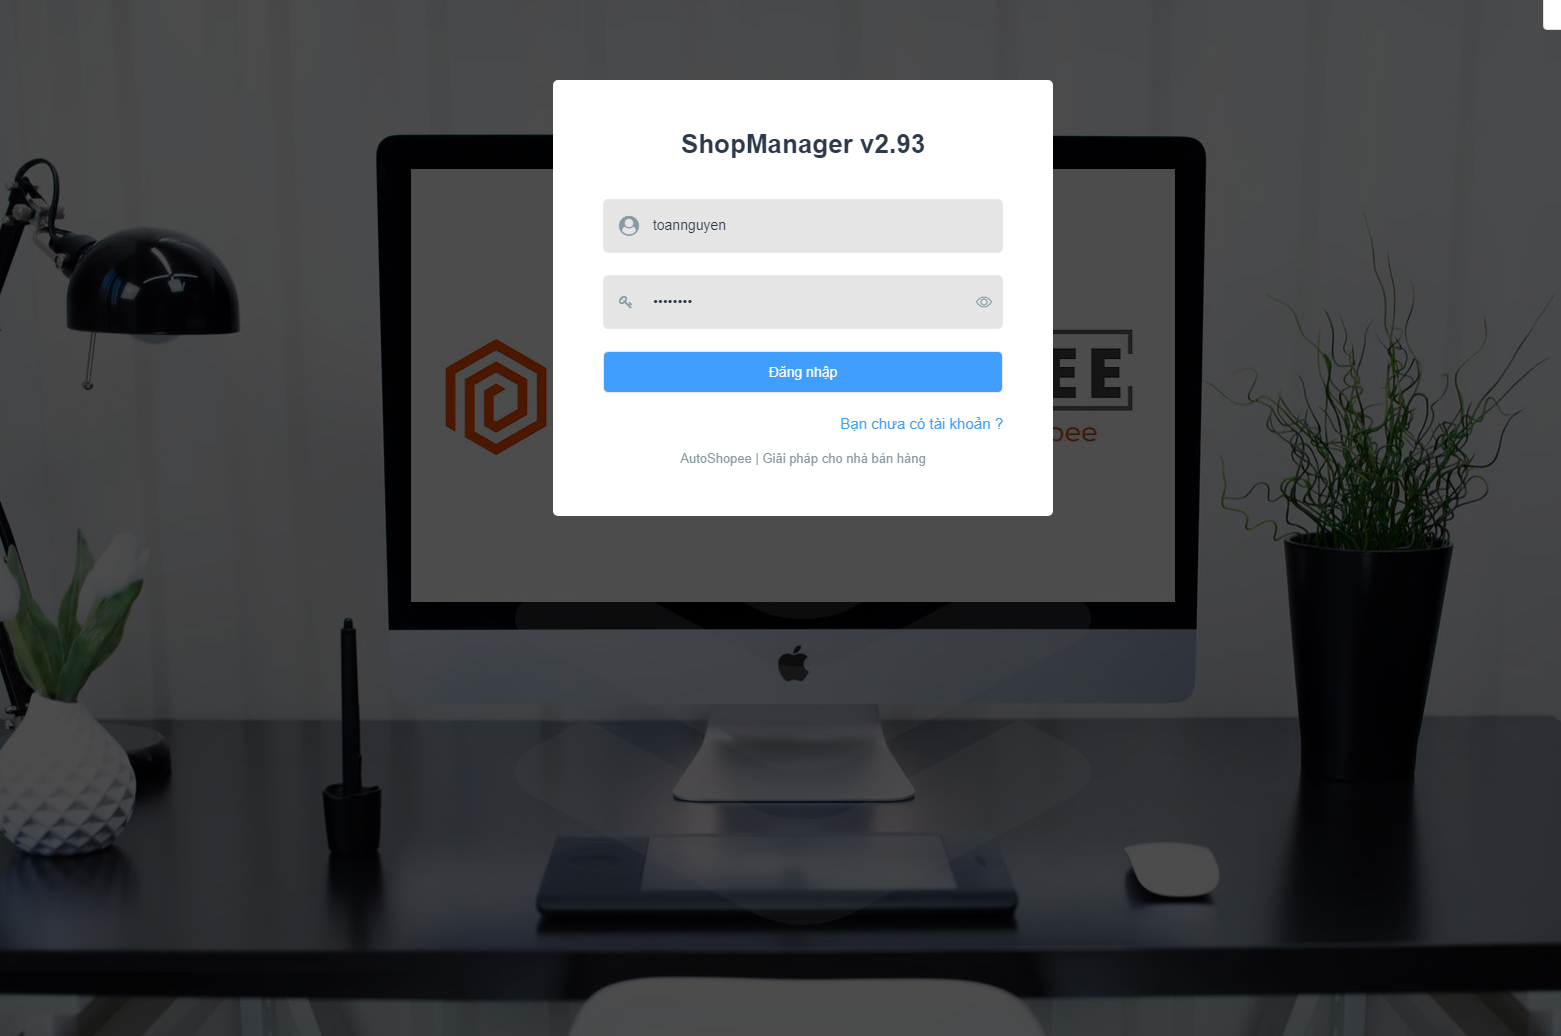 ShopManager v2.93
toannguyen
••••••••
Đăng nhập
EE
pee
Bạn chưa có tài khoản ?
AutoShopee | Giải pháp cho nhà bán hàng